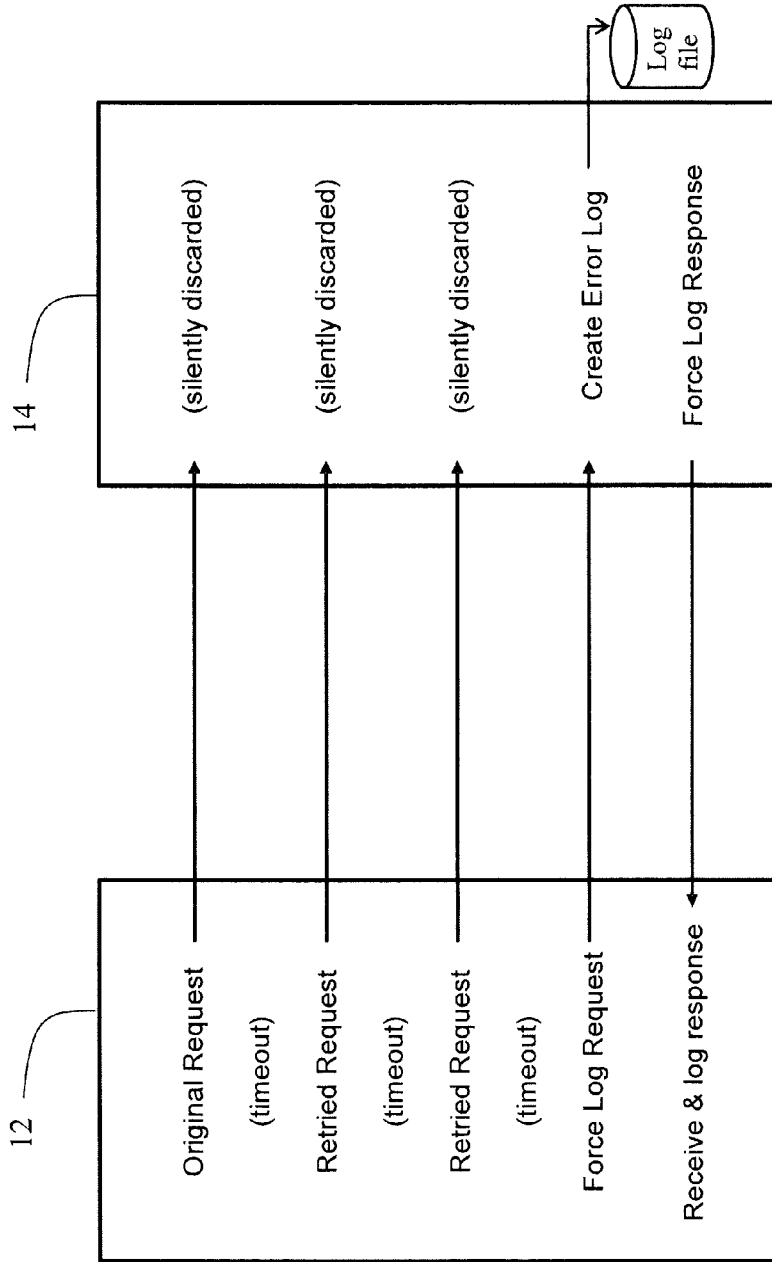 12
14
Original Request
(silently discarded)
(timeout)
Retried Request
(silently discarded)
(timeout)
Retried Request
(silently discarded)
(timeout)
Force Log Request
Create Error Log
Log
file
Receive & log response
Force Log Response